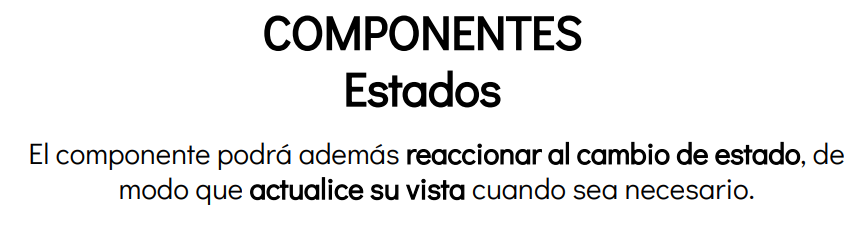 COMPONENTES
Estados
El componente podrá además reaccionar al cambio de estado, de
modo que actualice su vista cuando sea necesario.